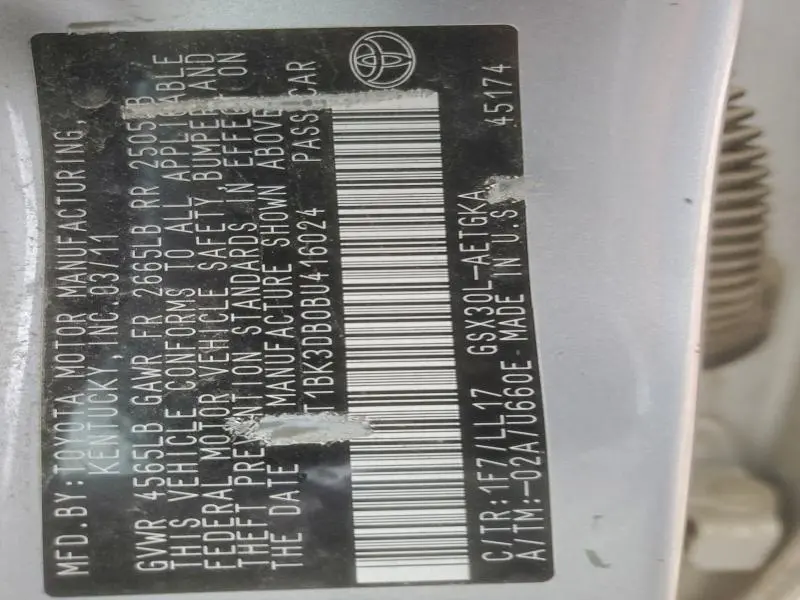 MFD.BY:TOYOTA MOTOR MANUFACTURING,
KENTUCKY, INC. 03/11
GVWR 4565LB GAWR FR 2665LB RR 2505LB
THIS VEHICLE CONFORMS TO ALL APPLICABLE
FEDERAL MOTOR VEHICLE SAFETY, BUMPER AND
THEFT PREVENTION STANDARDS IN EFFECT ON
THE DATE MANUFACTURE SHOWN ABOVE
T1BK3DB0BU416024 PASS CAR
C/TR:1F7/LL17 GSX30L-AETGKA 45174
A/TM:-02A/U660E MADE IN U.S